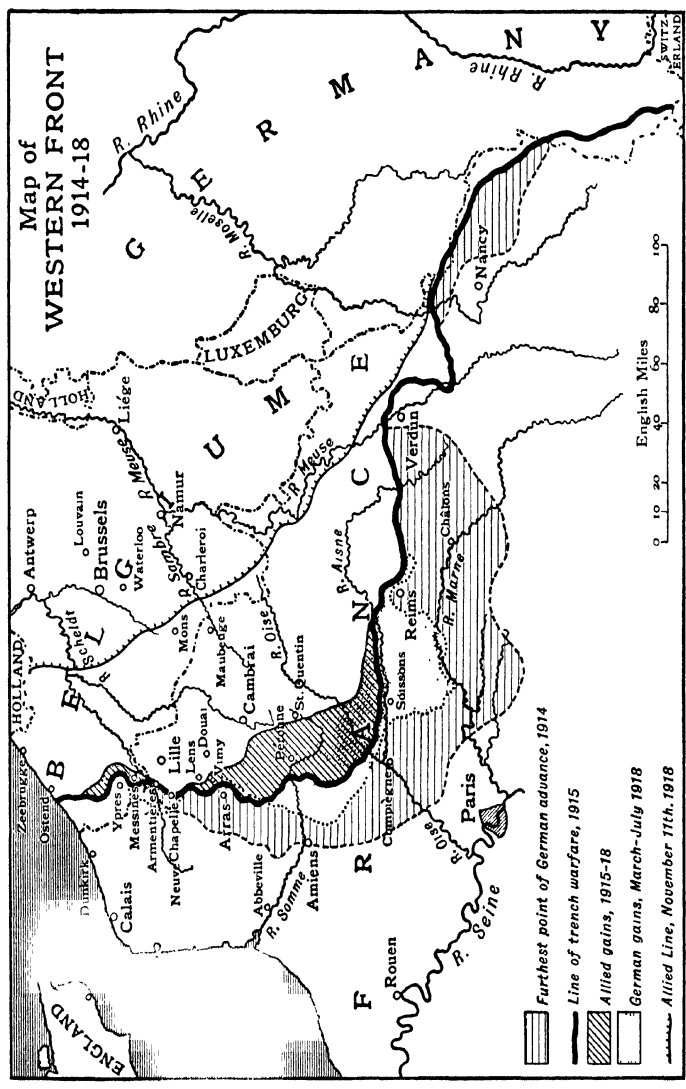 Map of
WESTERN FRONT
1914-18
ENGLAND
HOLLAND
HOLLAND
BELGIUM
LUXEMBURG
GERMANY
FRANCE
SWITZ-
ERLAND
Zeebrugge
Ostend
Dunkirk
Calais
Antwerp
Louvain
Brussels
Waterloo
Liége
Namur
Charleroi
Mons
Maubeuge
Ypres
Messines
Armentières
Neuve Chapelle
Lille
Lens
Douai
Vimy
Arras
Cambrai
Péronne
St. Quentin
Abbeville
Amiens
Compiègne
Soissons
Reims
Châlons
Verdun
Nancy
Rouen
Paris
R. Scheldt
R. Sambre
R. Meuse
R. Meuse
R. Moselle
R. Rhine
R. Rhine
R. Oise
R. Oise
R. Aisne
R. Marne
R. Somme
R. Seine
Furthest point of German advance, 1914
Line of trench warfare, 1915
Allied gains, 1915-18
German gains, March-July 1918
Allied Line, November 11th. 1918
0 10 20 40 60 80 100
English Miles